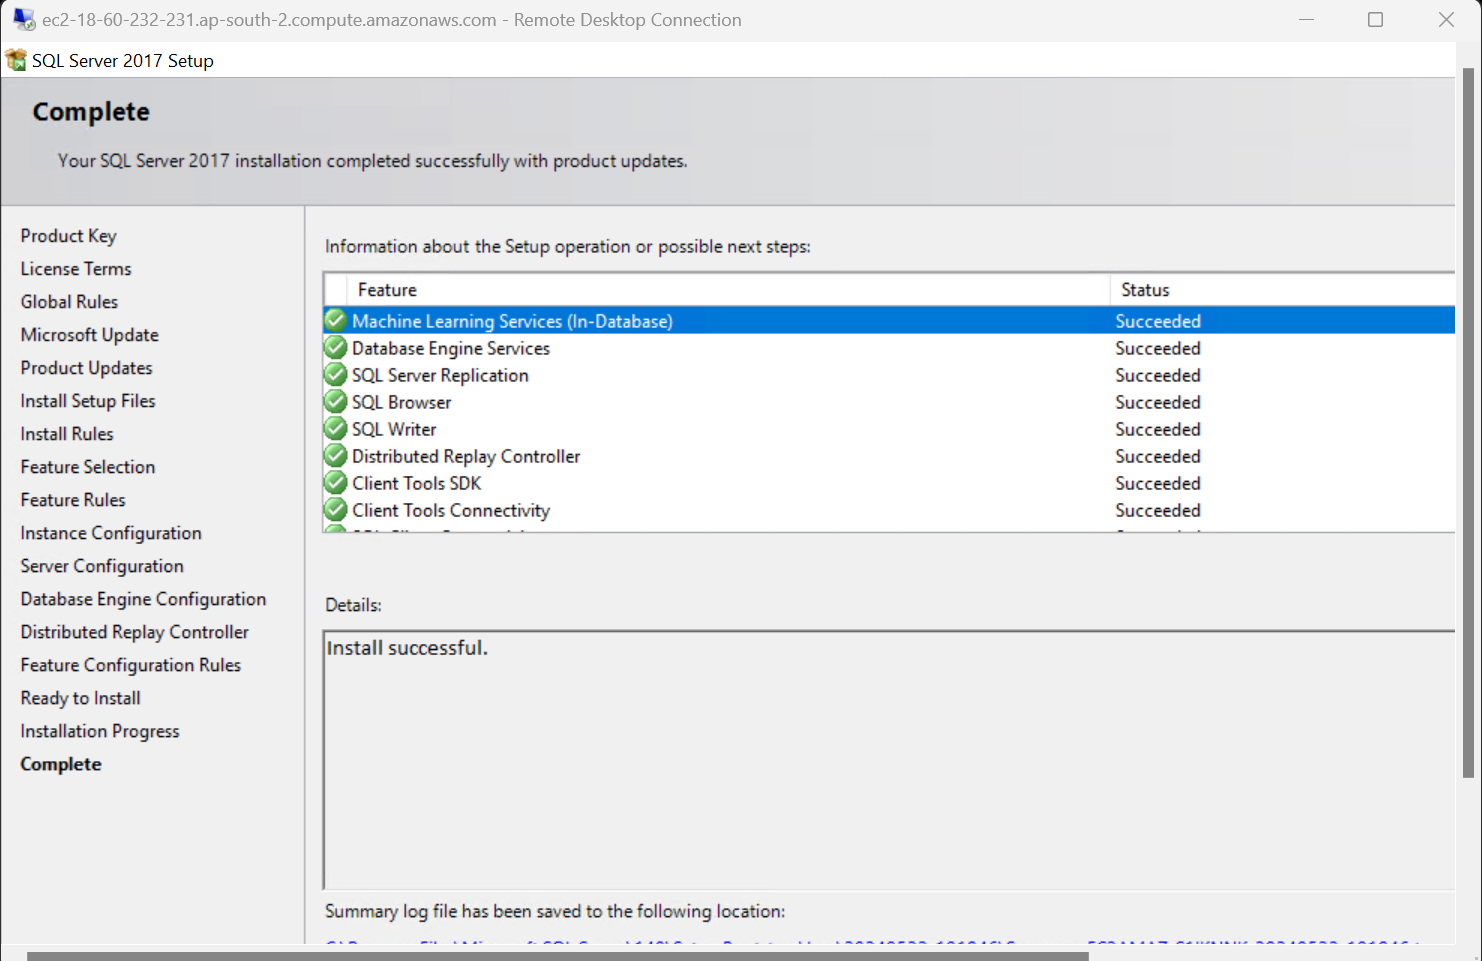 ec2-18-60-232-231.ap-south-2.compute.amazonaws.com - Remote Desktop Connection
SQL Server 2017 Setup
Complete
Your SQL Server 2017 installation completed successfully with product updates.
Product Key
License Terms
Global Rules
Microsoft Update
Product Updates
Install Setup Files
Install Rules
Feature Selection
Feature Rules
Instance Configuration
Server Configuration
Database Engine Configuration
Distributed Replay Controller
Feature Configuration Rules
Ready to Install
Installation Progress
Complete
Information about the Setup operation or possible next steps:
Feature Status
Machine Learning Services (In-Database) Succeeded
Database Engine Services Succeeded
SQL Server Replication Succeeded
SQL Browser Succeeded
SQL Writer Succeeded
Distributed Replay Controller Succeeded
Client Tools SDK Succeeded
Client Tools Connectivity Succeeded
Details:
Install successful.
Summary log file has been saved to the following location: